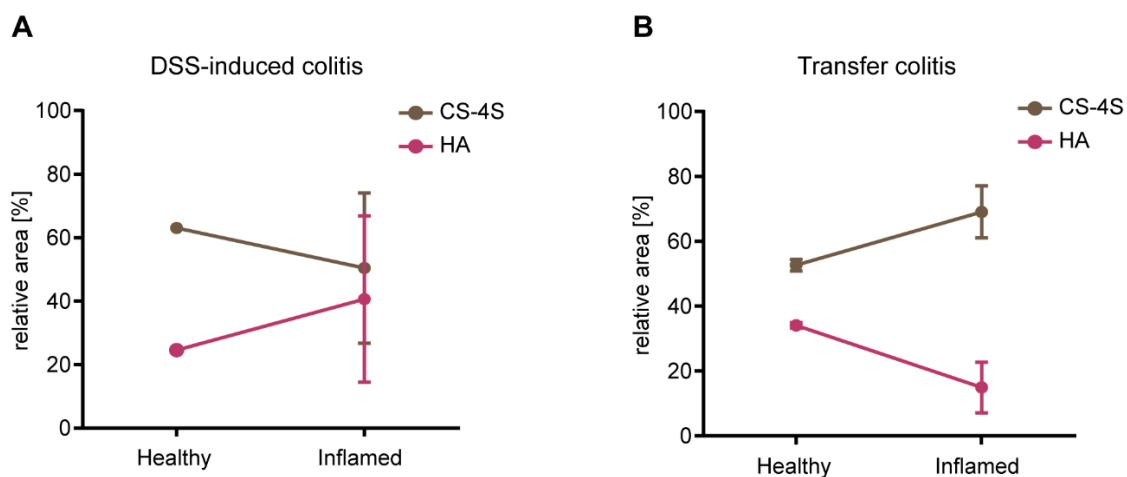 A
DSS-induced colitis
CS-4S
HA
relative area [%]
100
80
60
40
20
0
Healthy
Inflamed
B
Transfer colitis
CS-4S
HA
relative area [%]
100
80
60
40
20
0
Healthy
Inflamed